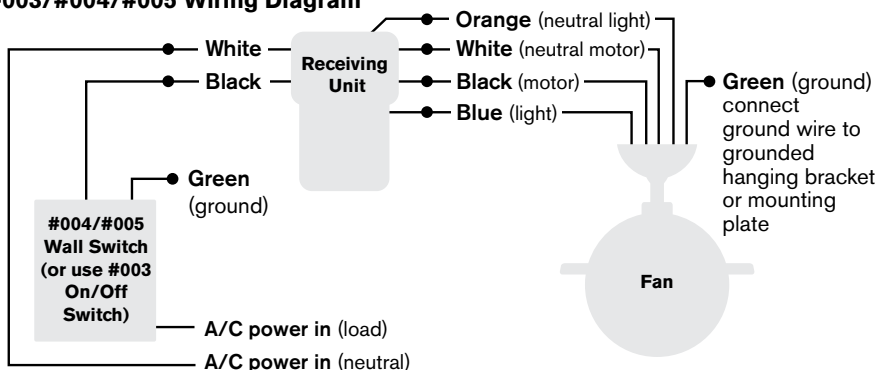 #003/#004/#005 Wiring Diagram
Orange (neutral light)
White
White (neutral motor)
Receiving
Unit
Black
Black (motor)
Blue (light)
Green (ground)
connect
ground wire to
grounded
hanging bracket
or mounting
plate
Green
(ground)
#004/#005
Wall Switch
(or use #003
On/Off
Switch)
Fan
A/C power in (load)
A/C power in (neutral)